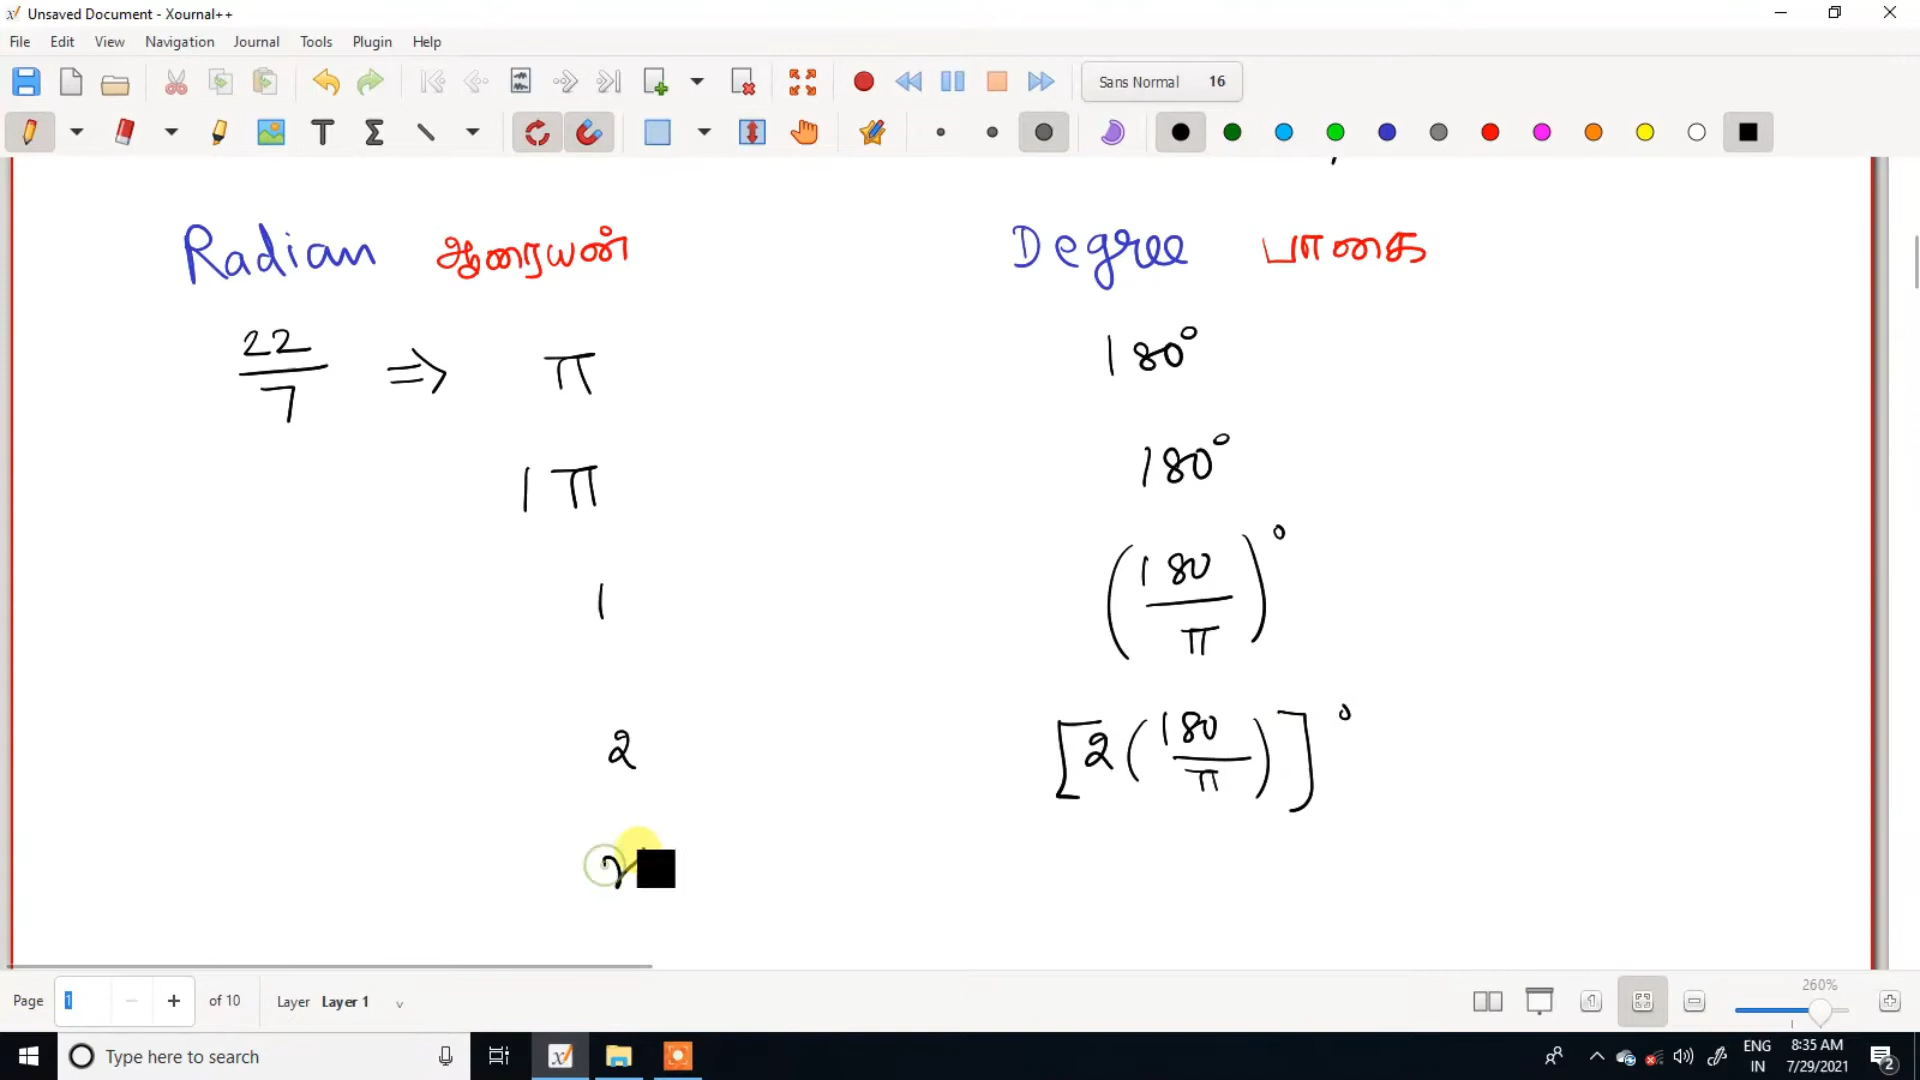 Unsaved Document - Xournal++
File Edit View Navigation Journal Tools Plugin Help
Sans Normal 16
Radian ஆரையன் Degree பாகை
22/7 ⇒ π 180°
1π 180°
1 (180/π)°
2 [2(180/π)]°
Page 1 of 10 Layer Layer 1 260%
Type here to search
ENG 8:35 AM
IN 7/29/2021 2